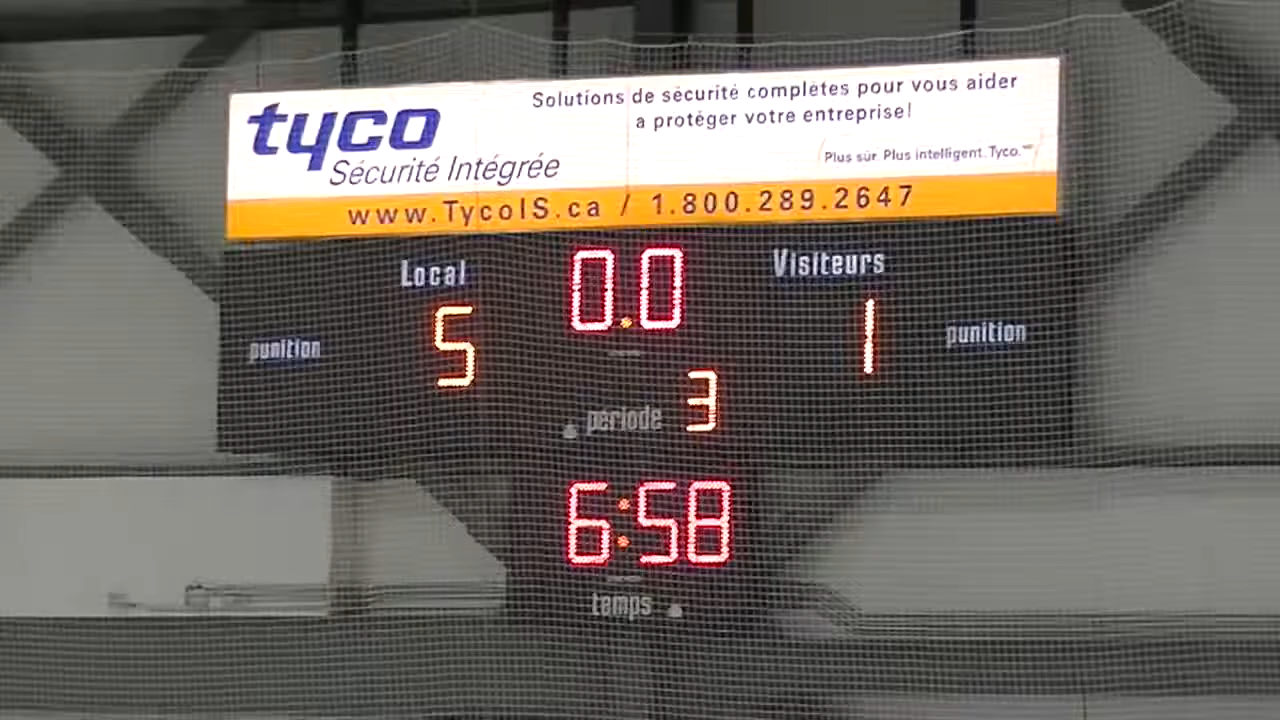 tyco
Sécurité Intégrée
Solutions de sécurité complètes pour vous aider
a protéger votre entreprise!
Plus sûr. Plus intelligent. Tyco.™
www.TycoIS.ca / 1.800.289.2647
Local
0.0
Visiteurs
punition
5
1
punition
période
3
6:58
temps